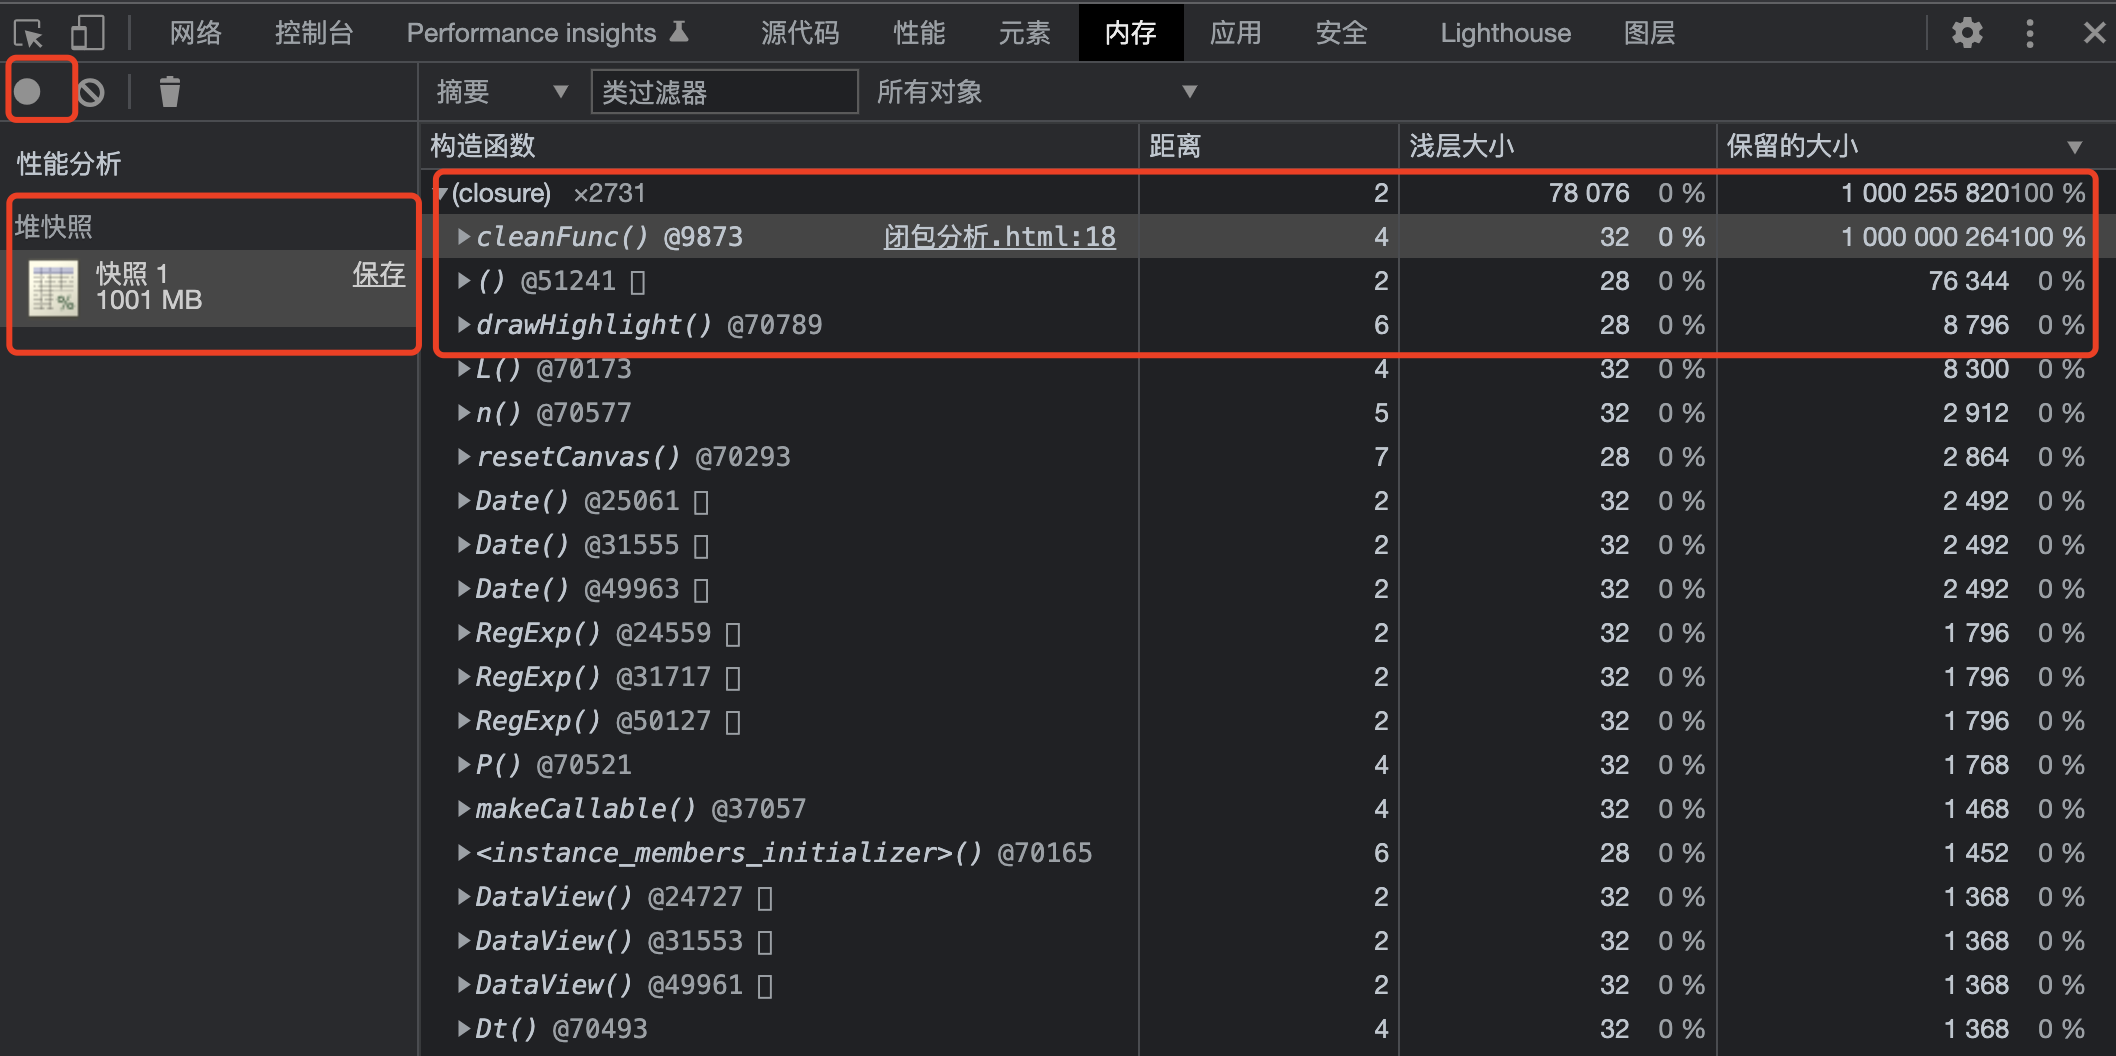 网络 控制台 Performance insights 源代码 性能 元素 内存 应用 安全 Lighthouse 图层
摘要 类过滤器 所有对象
性能分析
堆快照
快照 1 保存
1001 MB
构造函数 距离 浅层大小 保留的大小
(closure) ×2731 2 78 076 0 % 1 000 255 820 100 %
cleanFunc() @9873 闭包分析.html:18 4 32 0 % 1 000 000 264 100 %
() @51241 2 28 0 % 76 344 0 %
drawHighlight() @70789 6 28 0 % 8 796 0 %
L() @70173 4 32 0 % 8 300 0 %
n() @70577 5 32 0 % 2 912 0 %
resetCanvas() @70293 7 28 0 % 2 864 0 %
Date() @25061 2 32 0 % 2 492 0 %
Date() @31555 2 32 0 % 2 492 0 %
Date() @49963 2 32 0 % 2 492 0 %
RegExp() @24559 2 32 0 % 1 796 0 %
RegExp() @31717 2 32 0 % 1 796 0 %
RegExp() @50127 2 32 0 % 1 796 0 %
P() @70521 4 32 0 % 1 768 0 %
makeCallable() @37057 4 32 0 % 1 468 0 %
<instance_members_initializer>() @70165 6 28 0 % 1 452 0 %
DataView() @24727 2 32 0 % 1 368 0 %
DataView() @31553 2 32 0 % 1 368 0 %
DataView() @49961 2 32 0 % 1 368 0 %
Dt() @70493 4 32 0 % 1 368 0 %